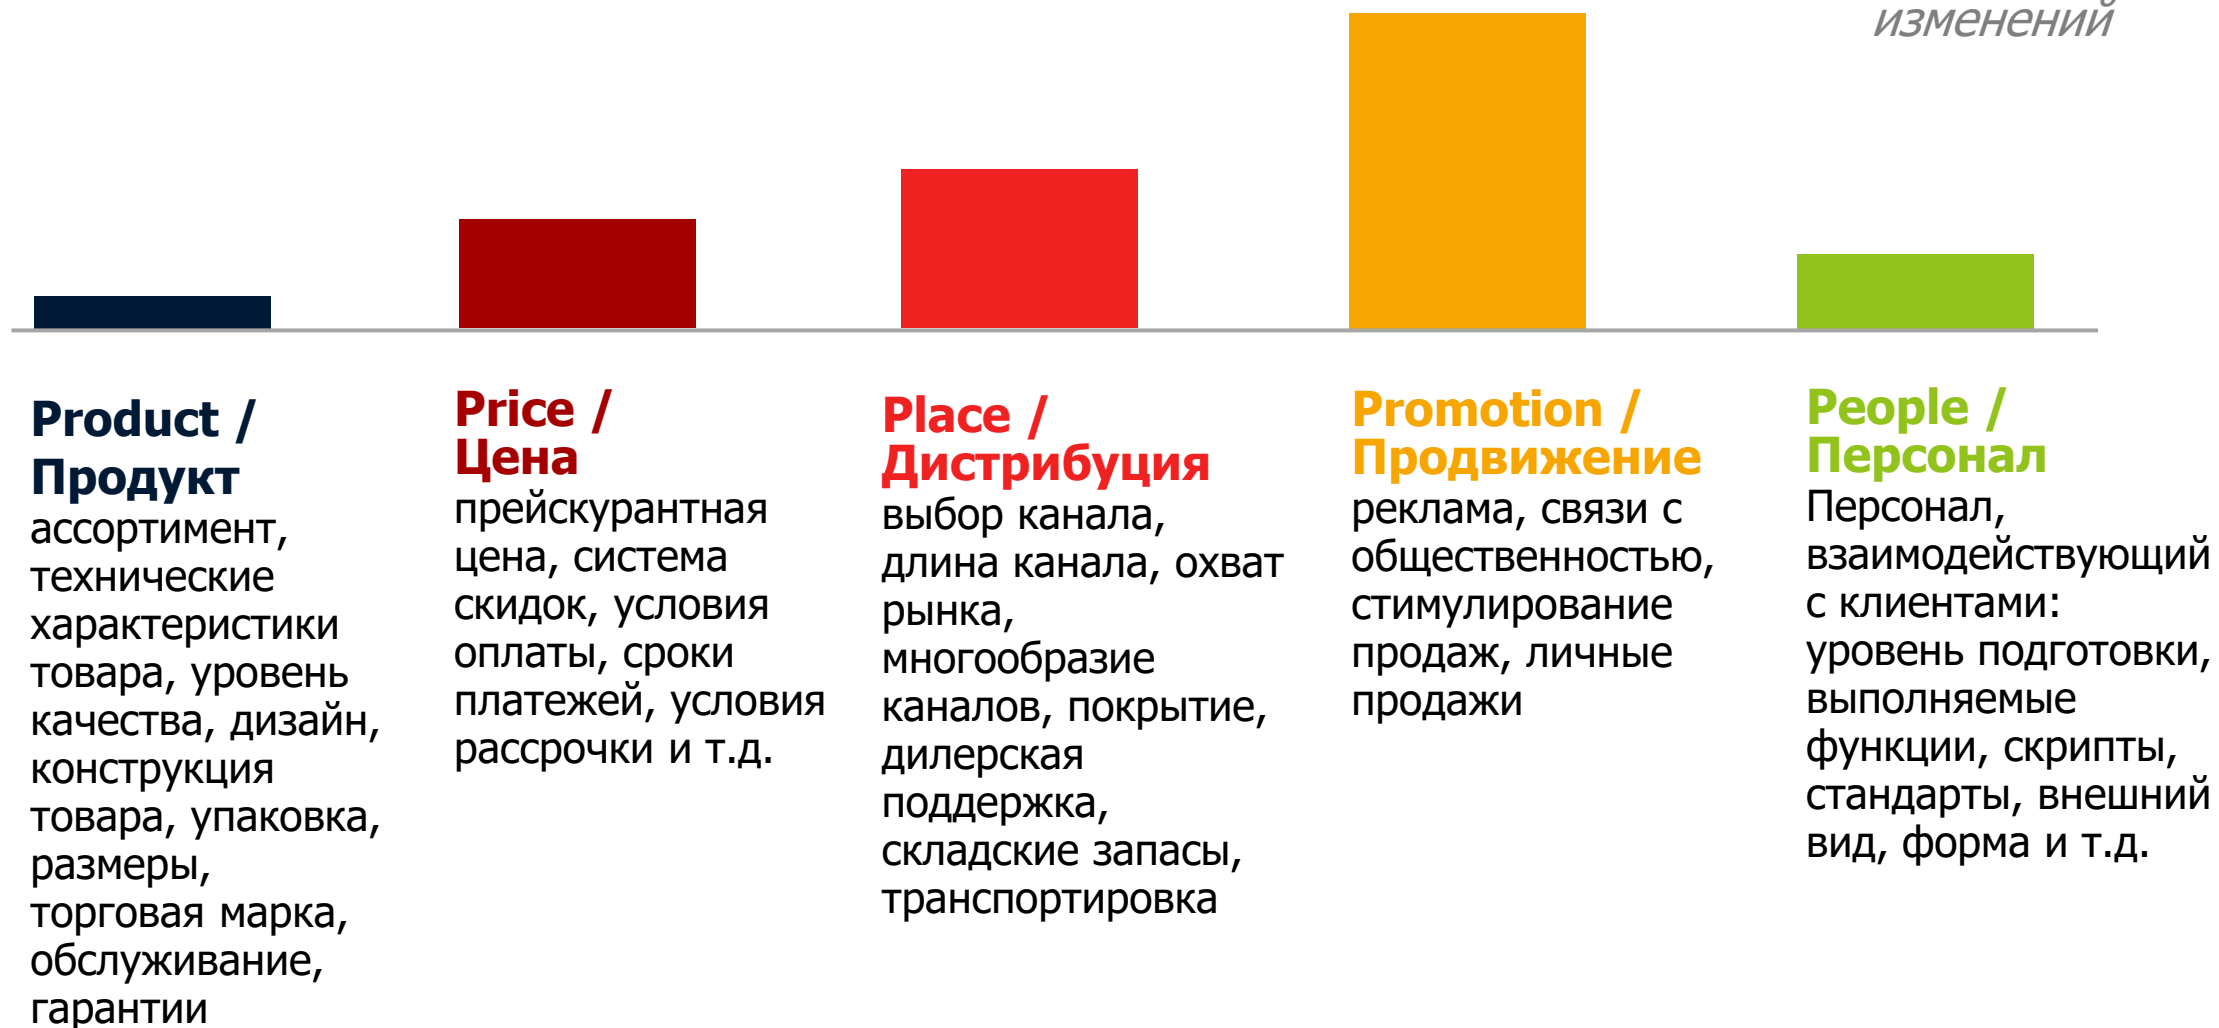 изменений
Product /
Продукт
ассортимент,
технические
характеристики
товара, уровень
качества, дизайн,
конструкция
товара, упаковка,
размеры,
торговая марка,
обслуживание,
гарантии
Price /
Цена
прейскурантная
цена, система
скидок, условия
оплаты, сроки
платежей, условия
рассрочки и т.д.
Place /
Дистрибуция
выбор канала,
длина канала, охват
рынка,
многообразие
каналов, покрытие,
дилерская
поддержка,
складские запасы,
транспортировка
Promotion /
Продвижение
реклама, связи с
общественностью,
стимулирование
продаж, личные
продажи
People /
Персонал
Персонал,
взаимодействующий
с клиентами:
уровень подготовки,
выполняемые
функции, скрипты,
стандарты, внешний
вид, форма и т.д.